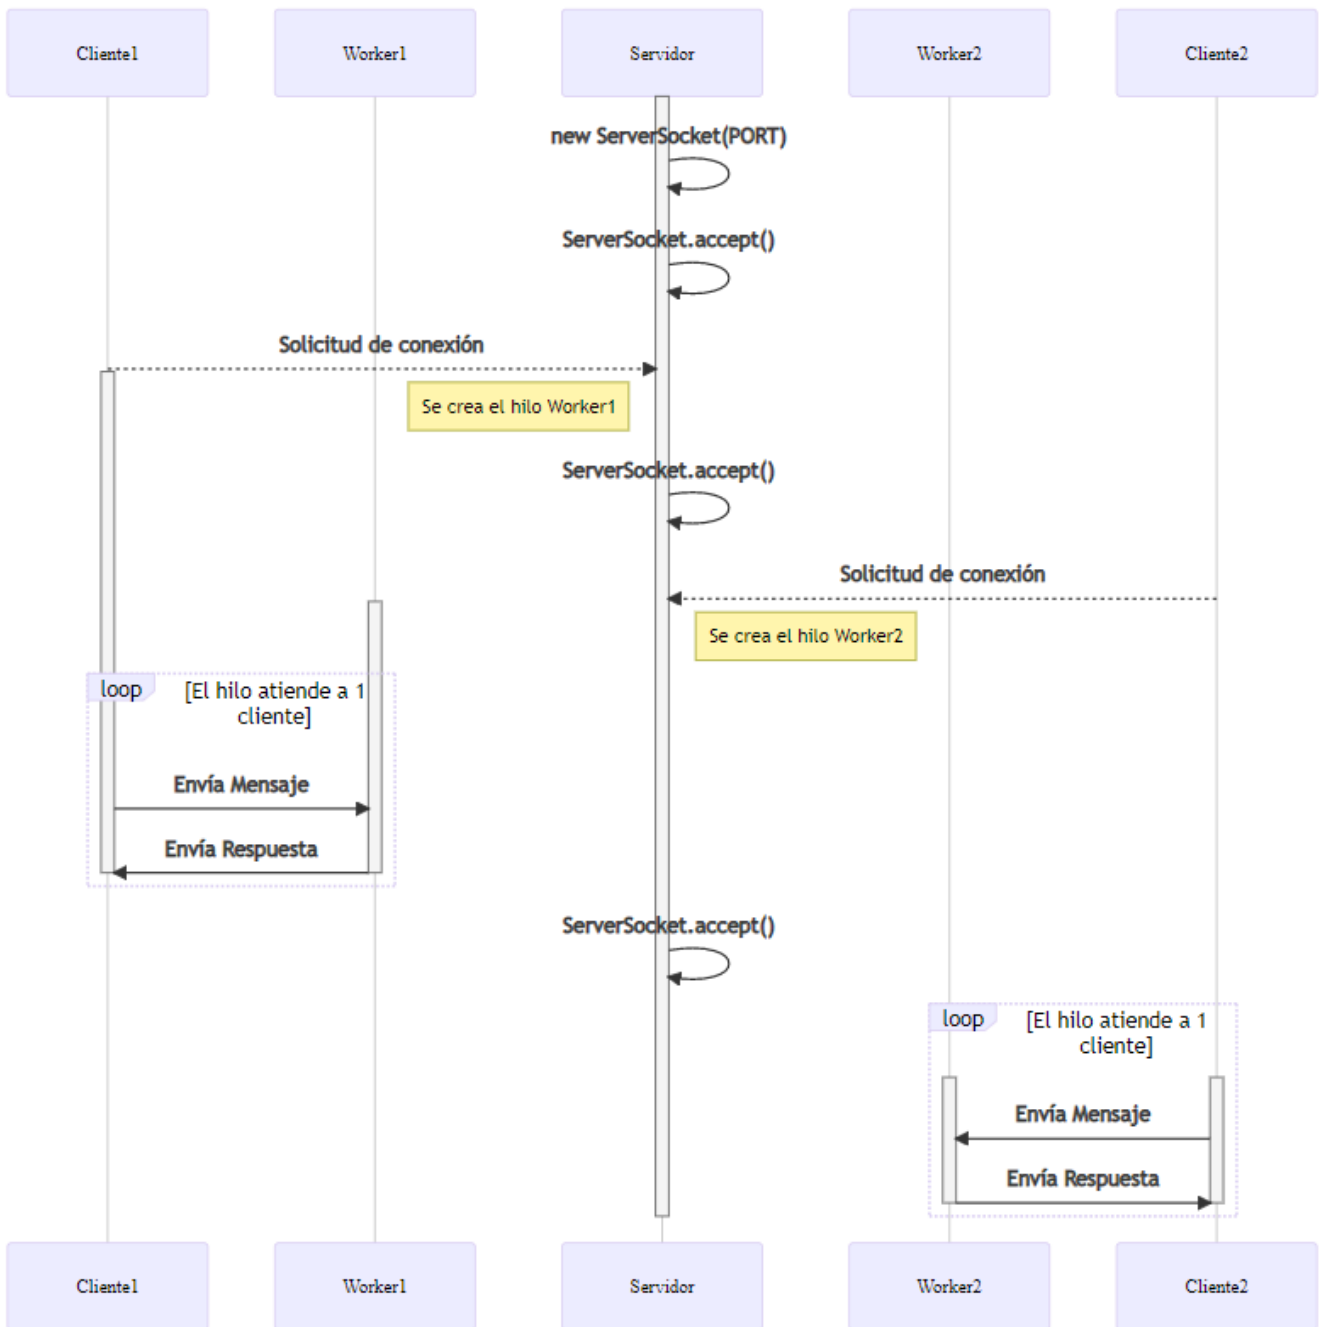 Cliente1
Worker1
Servidor
Worker2
Cliente2
new ServerSocket(PORT)
ServerSocket.accept()
Solicitud de conexión
Se crea el hilo Worker1
ServerSocket.accept()
Solicitud de conexión
Se crea el hilo Worker2
loop
[El hilo atiende a 1
cliente]
Envía Mensaje
Envía Respuesta
ServerSocket.accept()
loop
[El hilo atiende a 1
cliente]
Envía Mensaje
Envía Respuesta
Cliente1
Worker1
Servidor
Worker2
Cliente2